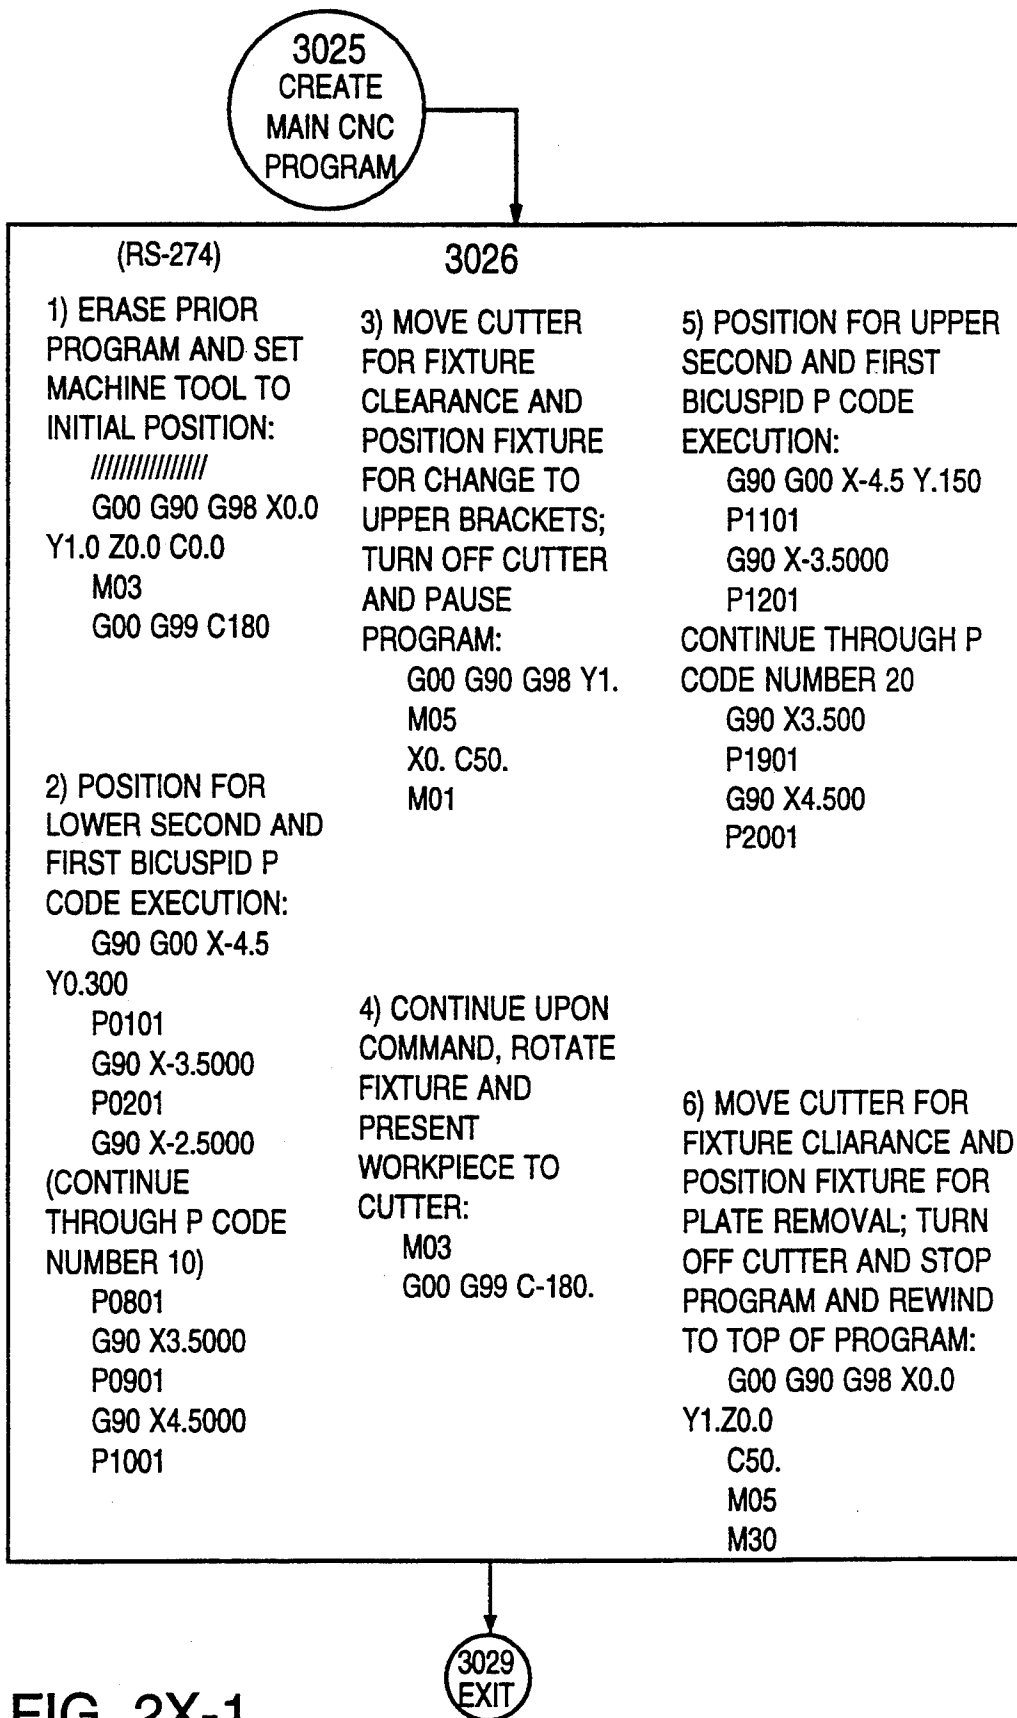 3025
CREATE
MAIN CNC
PROGRAM
(RS-274)
3026
1) ERASE PRIOR
PROGRAM AND SET
MACHINE TOOL TO
INITIAL POSITION:
////////////////
G00 G90 G98 X0.0
Y1.0 Z0.0 C0.0
M03
G00 G99 C180
2) POSITION FOR
LOWER SECOND AND
FIRST BICUSPID P
CODE EXECUTION:
G90 G00 X-4.5
Y0.300
P0101
G90 X-3.5000
P0201
G90 X-2.5000
(CONTINUE
THROUGH P CODE
NUMBER 10)
P0801
G90 X3.5000
P0901
G90 X4.5000
P1001
3) MOVE CUTTER
FOR FIXTURE
CLEARANCE AND
POSITION FIXTURE
FOR CHANGE TO
UPPER BRACKETS;
TURN OFF CUTTER
AND PAUSE
PROGRAM:
G00 G90 G98 Y1.
M05
X0. C50.
M01
4) CONTINUE UPON
COMMAND, ROTATE
FIXTURE AND
PRESENT
WORKPIECE TO
CUTTER:
M03
G00 G99 C-180.
5) POSITION FOR UPPER
SECOND AND FIRST
BICUSPID P CODE
EXECUTION:
G90 G00 X-4.5 Y.150
P1101
G90 X-3.5000
P1201
CONTINUE THROUGH P
CODE NUMBER 20
G90 X3.500
P1901
G90 X4.500
P2001
6) MOVE CUTTER FOR
FIXTURE CLIARANCE AND
POSITION FIXTURE FOR
PLATE REMOVAL; TURN
OFF CUTTER AND STOP
PROGRAM AND REWIND
TO TOP OF PROGRAM:
G00 G90 G98 X0.0
Y1.Z0.0
C50.
M05
M30
3029
EXIT
FIG. 2X-1